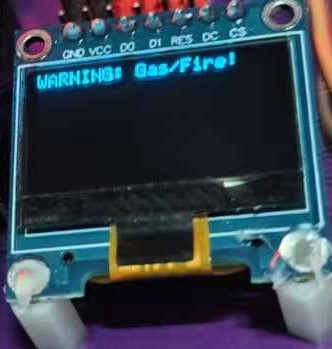 GND VCC D0 D1 RES DC CS
WARNING: Gas/Fire!